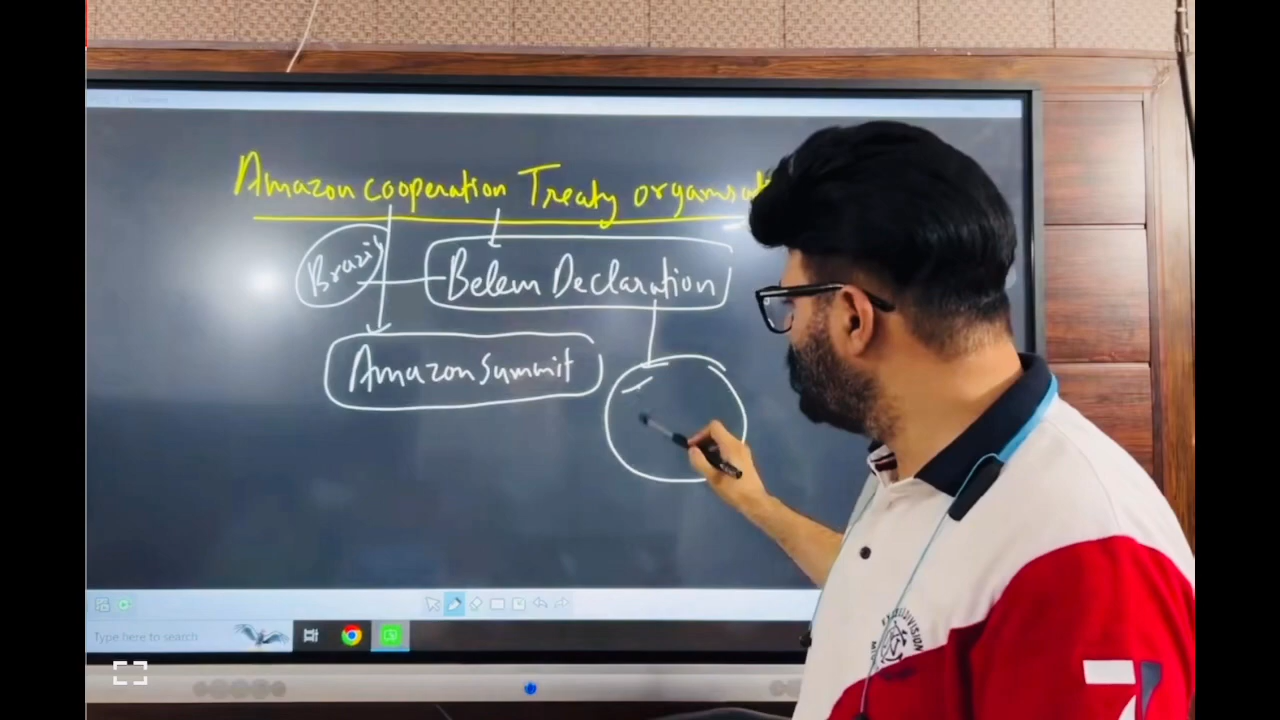 Amazon cooperation Treaty organisat
Brazil
Belem Declaration
Amazon Summit
Type here to search